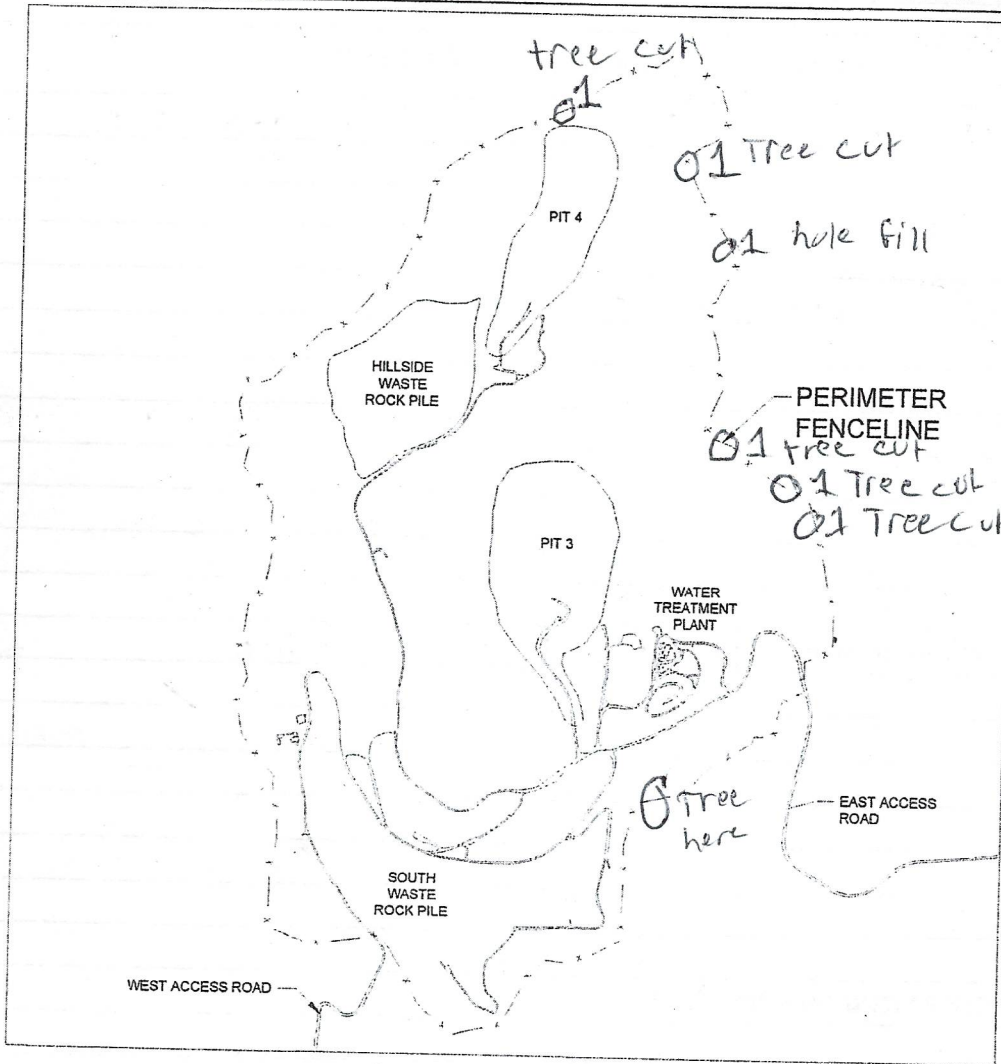 tree cut
1
1 Tree cut
PIT 4
1 hole fill
HILLSIDE
WASTE
ROCK PILE
PERIMETER
FENCELINE
1 tree cut
1 Tree cut
1 Tree cut
PIT 3
WATER
TREATMENT
PLANT
Tree
here
EAST ACCESS
ROAD
SOUTH
WASTE
ROCK PILE
WEST ACCESS ROAD